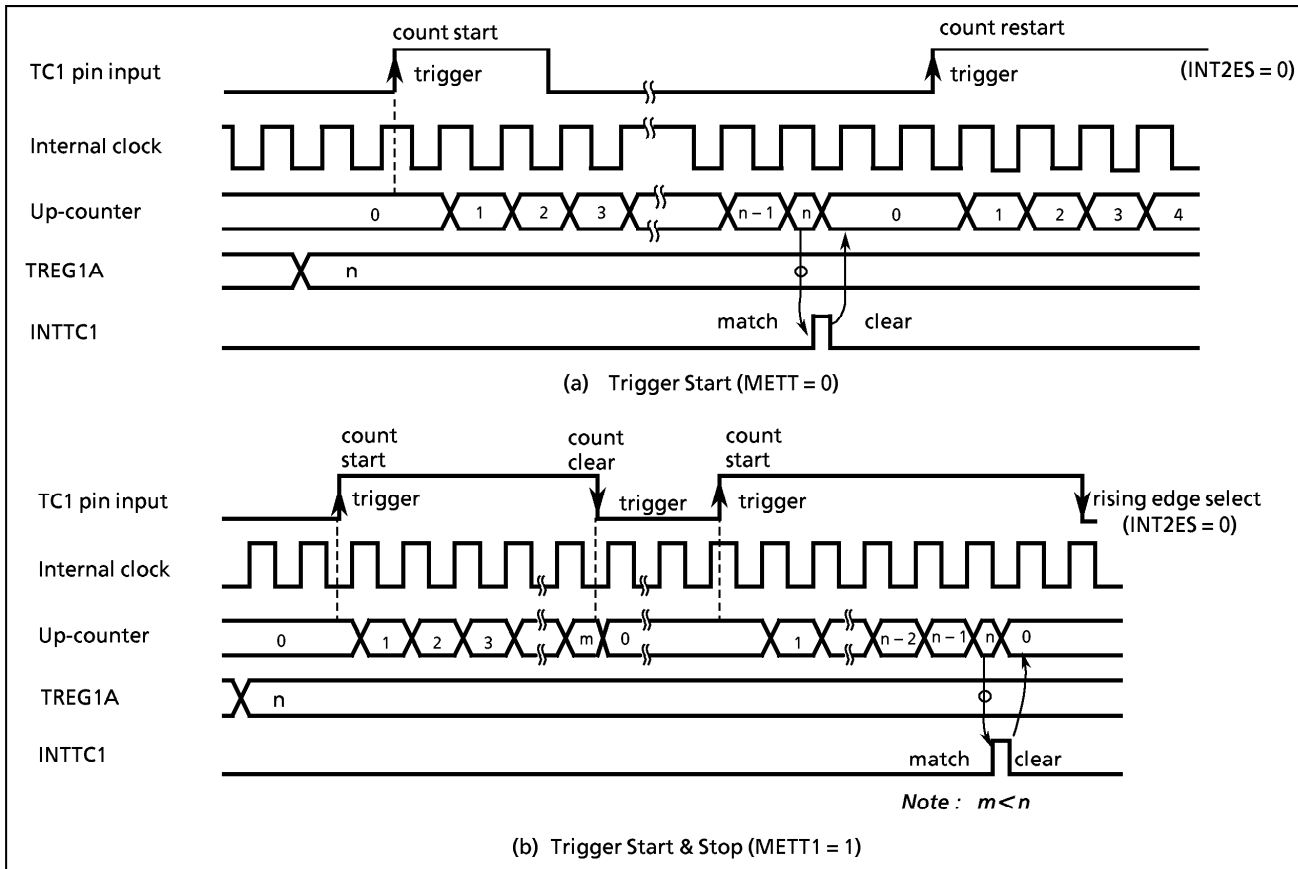 count start
count restart
TC1 pin input
trigger
trigger
(INT2ES = 0)
Internal clock
Up-counter
0
1
2
3
n – 1
n
0
1
2
3
4
TREG1A
n
INTTC1
match
clear
(a) Trigger Start (METT = 0)
count start
count clear
count start
TC1 pin input
trigger
trigger
trigger
rising edge select
(INT2ES = 0)
Internal clock
Up-counter
0
1
2
3
m
0
1
n – 2
n – 1
n
0
TREG1A
n
INTTC1
match
clear
Note : m < n
(b) Trigger Start & Stop (METT1 = 1)